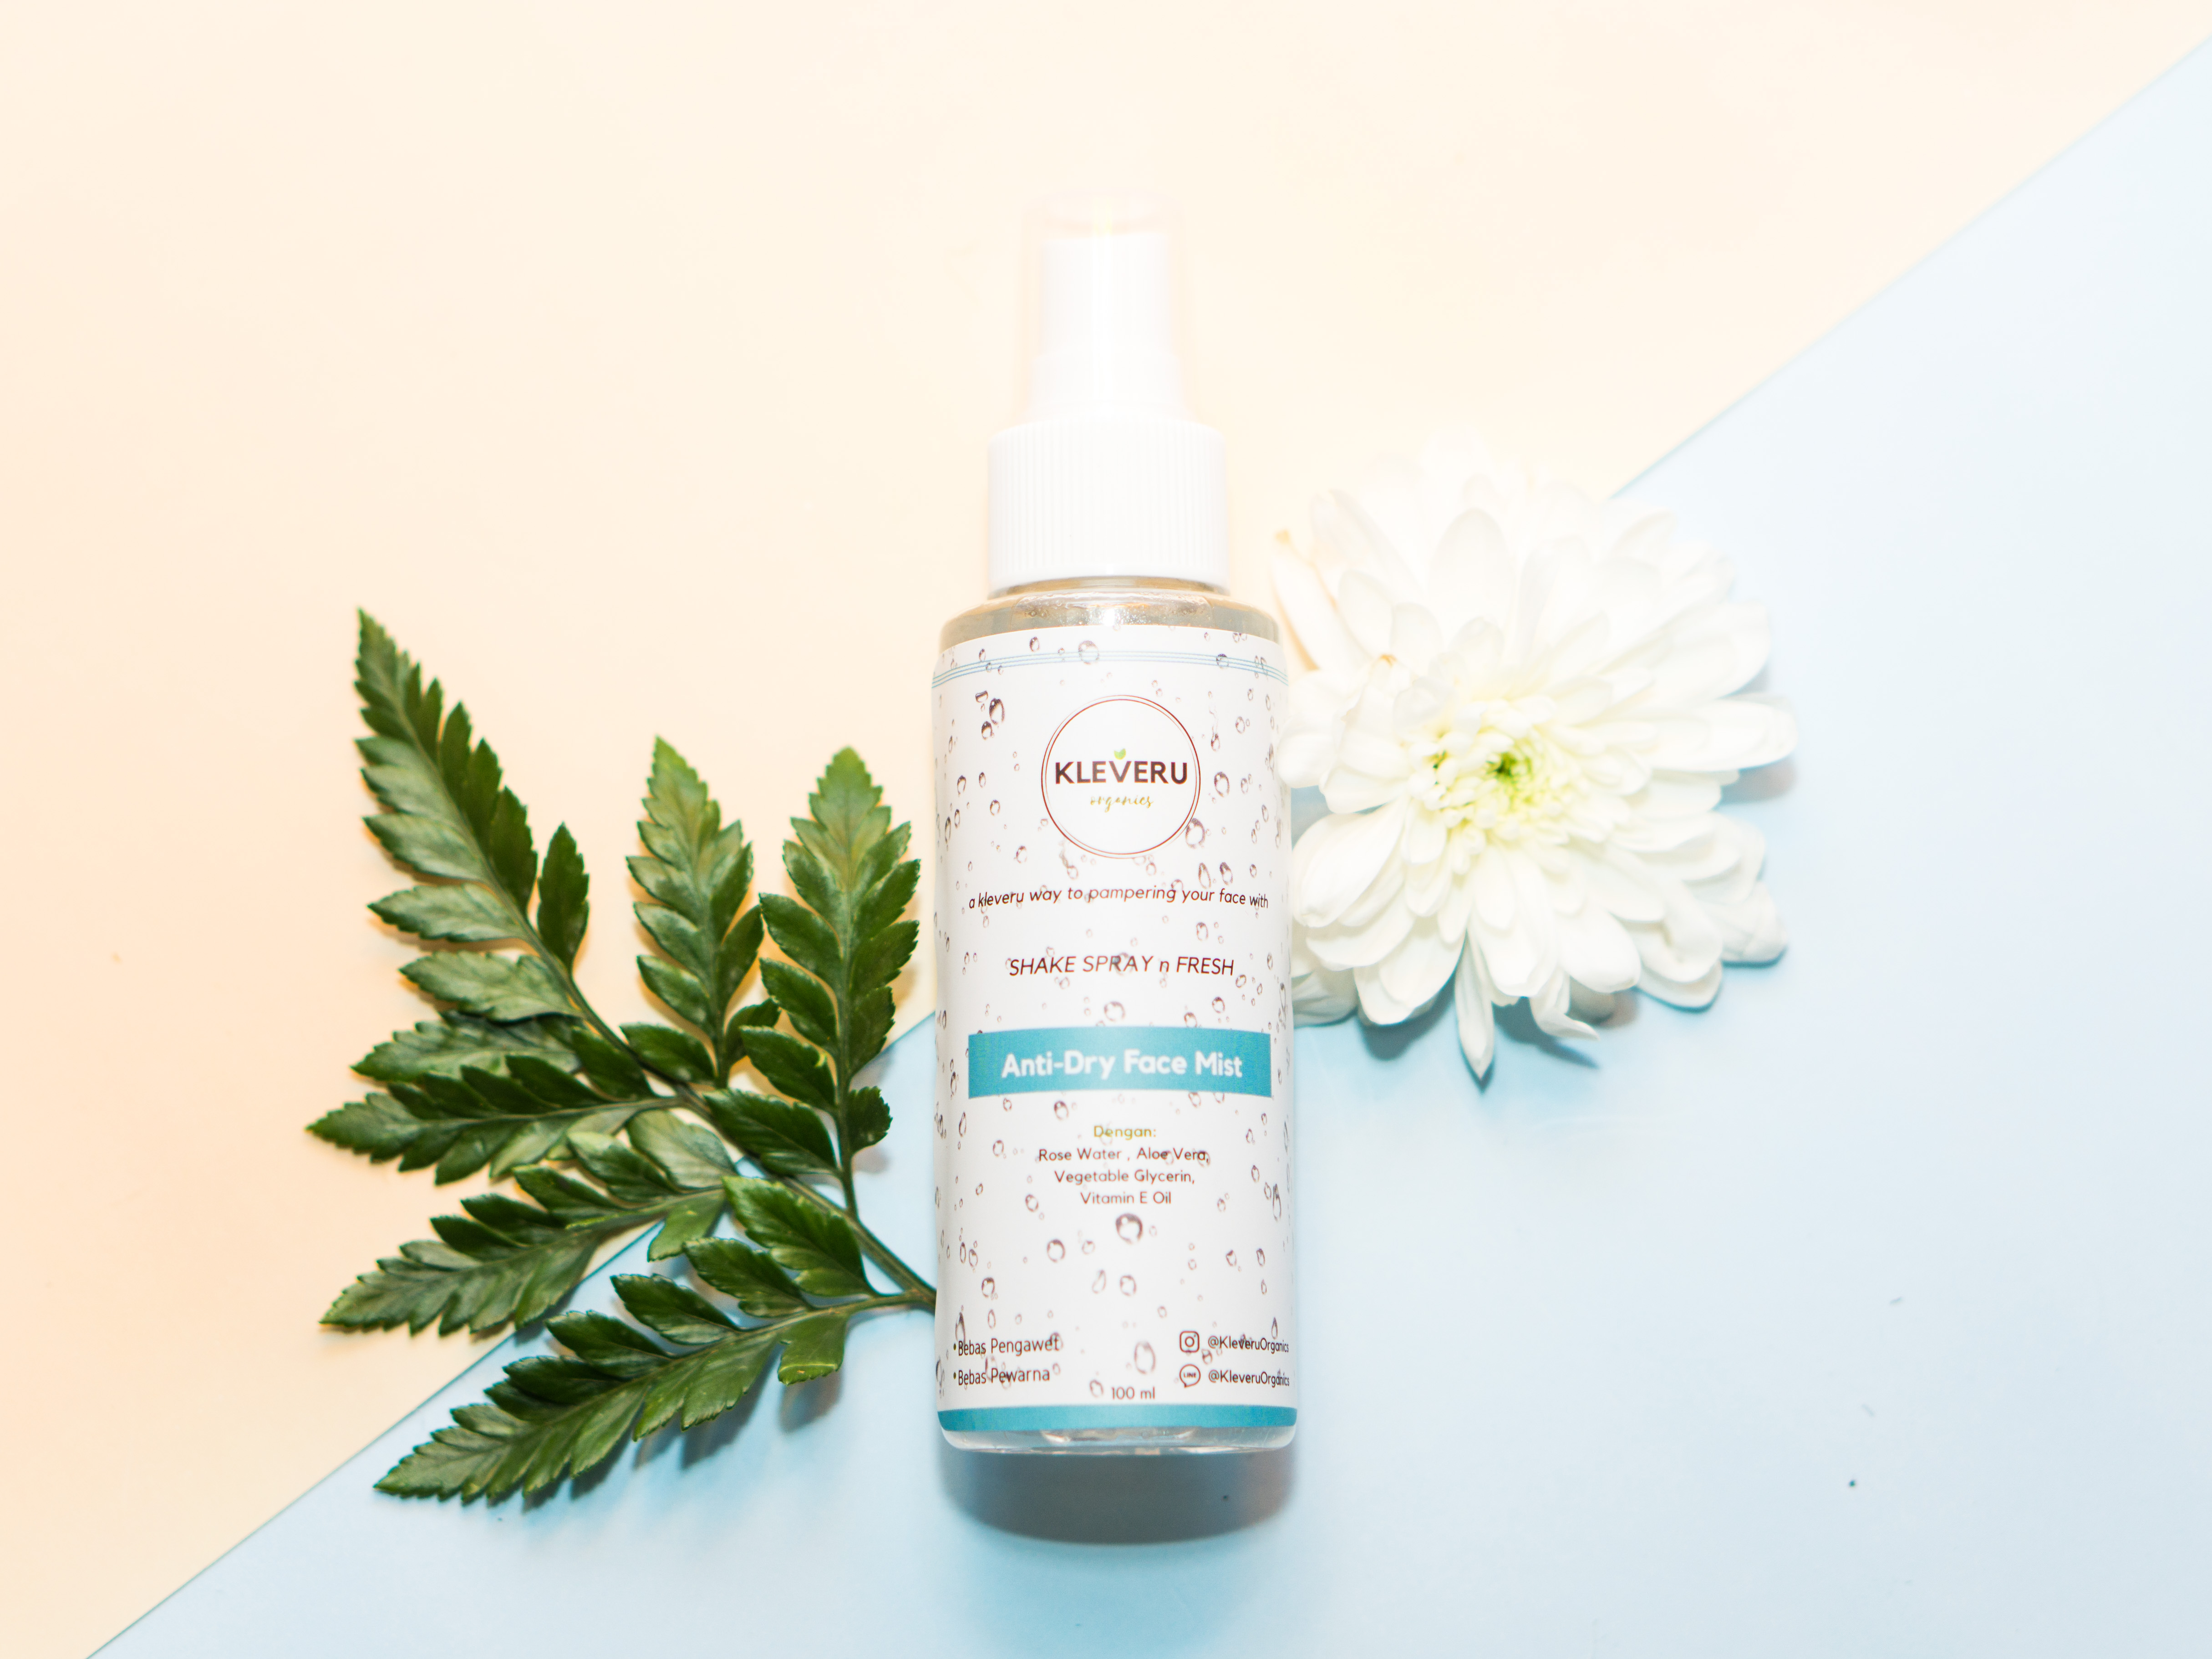 KLEVERU
organics
a kleveru way to pampering your face with
SHAKE SPRAY n FRESH
Anti-Dry Face Mist
Dengan:
Rose Water , Aloe Vera,
Vegetable Glycerin,
Vitamin E Oil
•Bebas Pengawet
•Bebas Pewarna
@KleveruOrganics
LINE @KleveruOrganics
100 ml